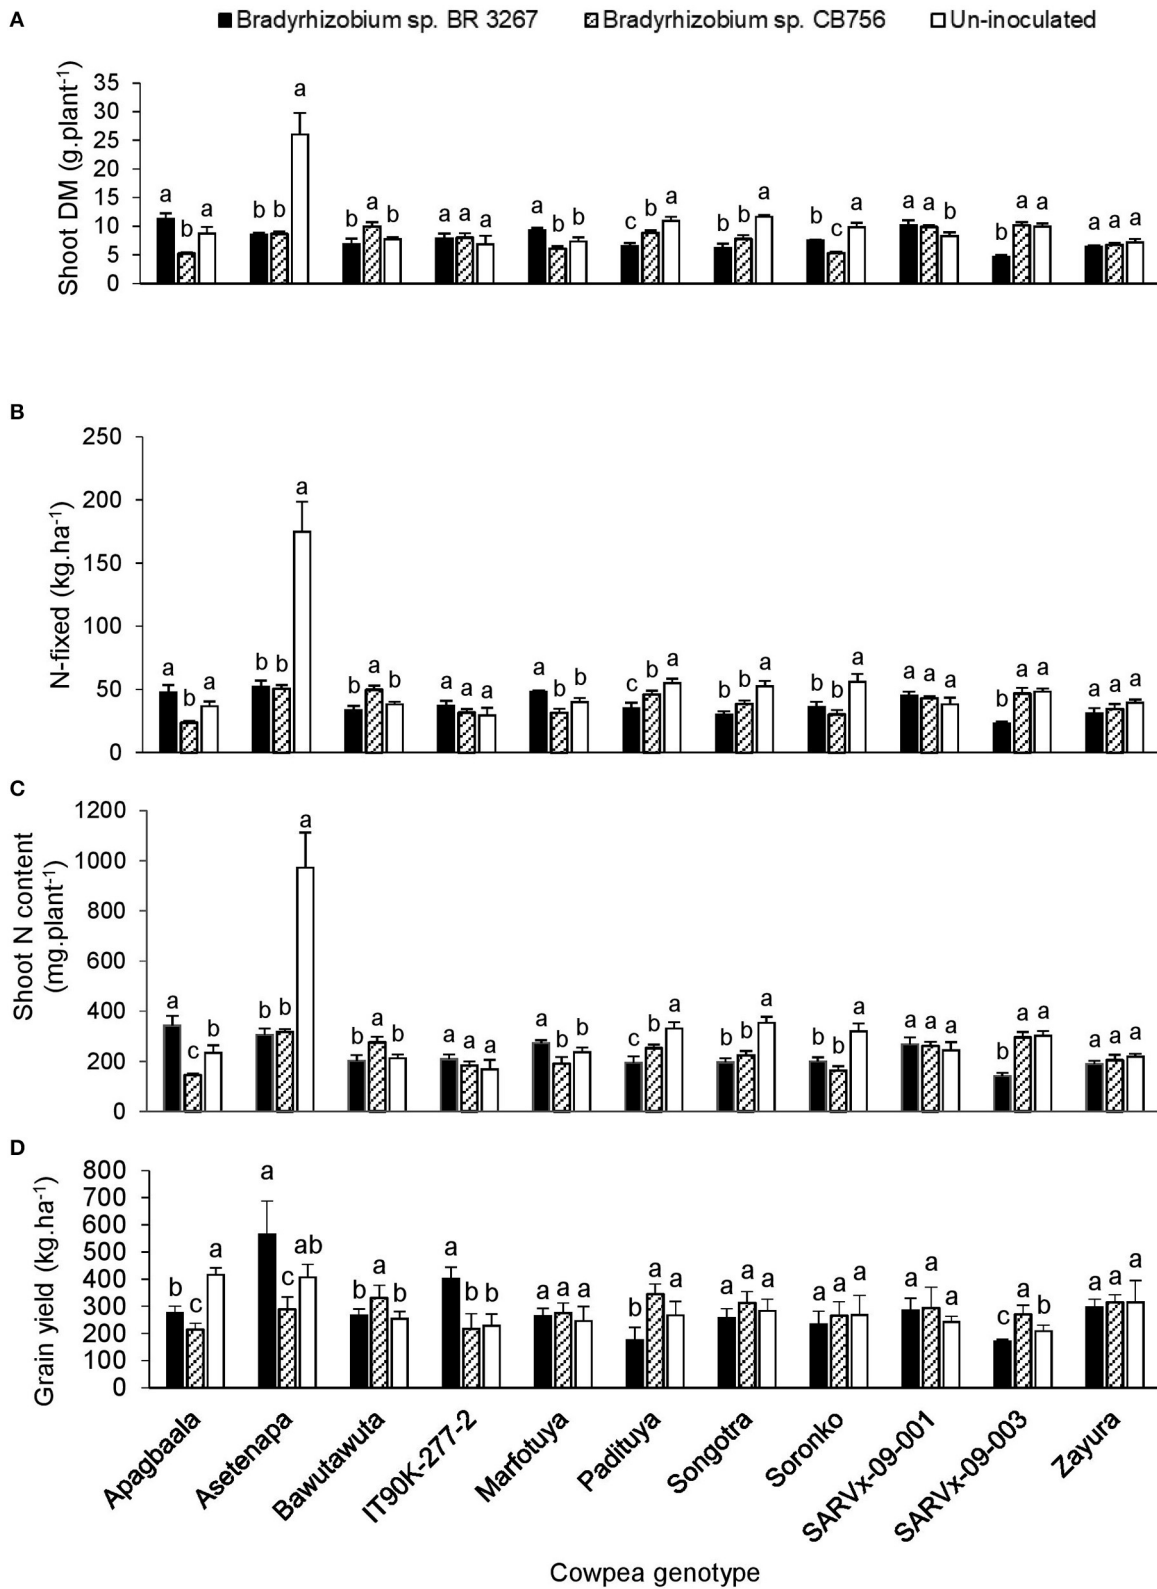 A
Bradyrhizobium sp. BR 3267 Bradyrhizobium sp. CB756 Un-inoculated
Shoot DM (g.plant-1)
35
30
25
20
15
10
5
0
a b a b b a b a b a a a a b b c b a b b a b c a a a b b a a a a a
B
N-fixed (kg.ha-1)
250
200
150
100
50
0
a b a b b a b a b a a a a b b c b a b b a b b a a a a b a a a a a
C
Shoot N content
(mg.plant-1)
1200
1000
800
600
400
200
0
a c b b b a b a b a a a a b b c b a b b a b b a a a a b a a a a a
D
Grain yield (kg.ha-1)
800
700
600
500
400
300
200
100
0
b c a a c ab b a b a b b a a a b a a a a a a a a a a a c a b a a a
Apagbaala
Asetenapa
Bawutawuta
IT90K-277-2
Marfotuya
Padituya
Songotra
Soronko
SARVx-09-001
SARVx-09-003
Zayura
Cowpea genotype